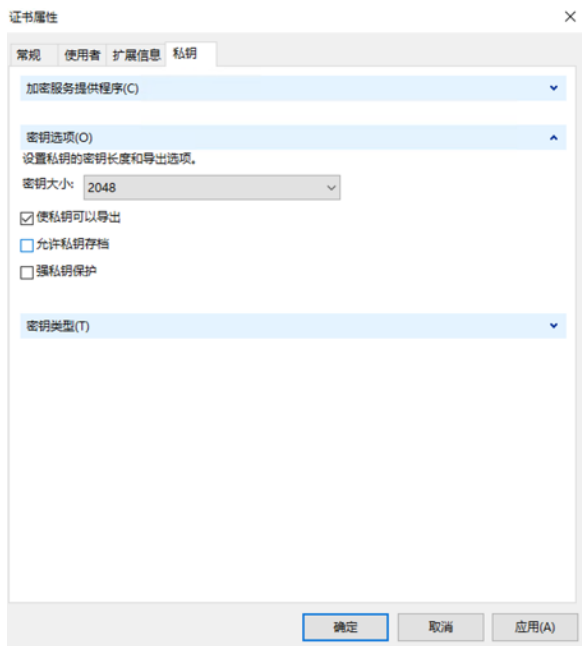 证书属性
常规 使用者 扩展信息 私钥
加密服务提供程序(C)
密钥选项(O)
设置私钥的密钥长度和导出选项。
密钥大小: 2048
使私钥可以导出
允许私钥存档
强私钥保护
密钥类型(T)
确定 取消 应用(A)